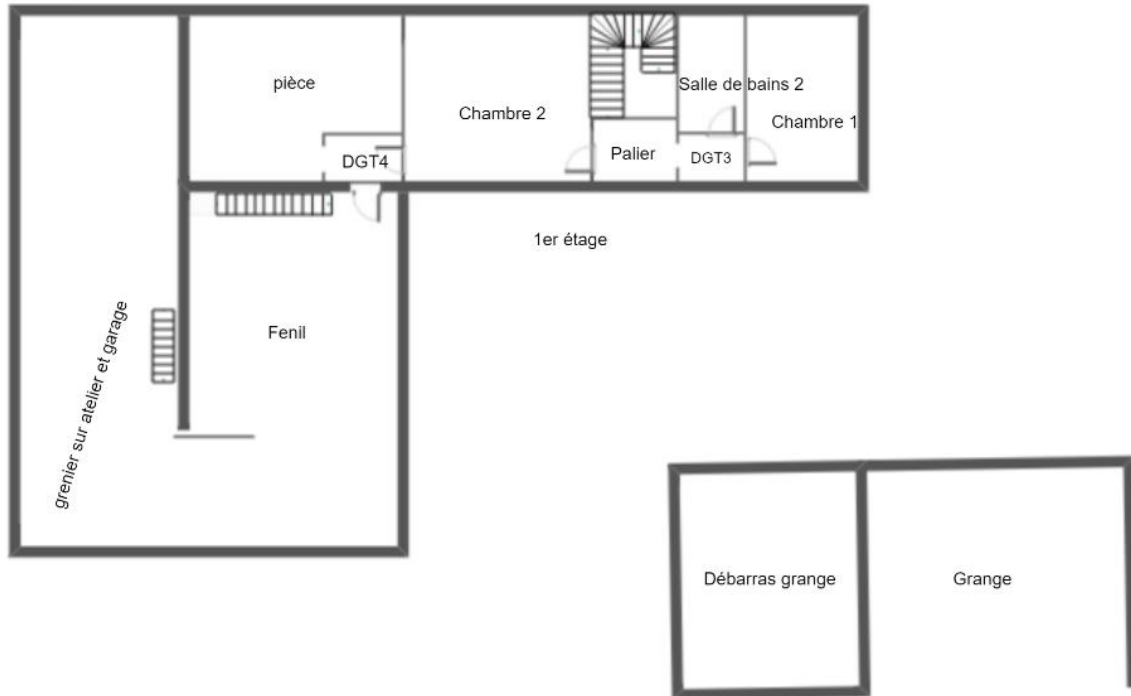 pièce
Chambre 2
Salle de bains 2
Chambre 1
DGT4
Palier
DGT3
1er étage
Fenil
grenier sur atelier et garage
Débarras grange
Grange